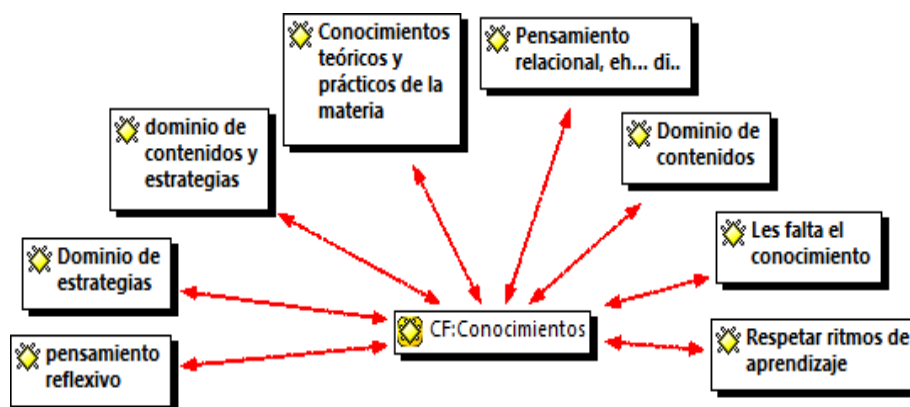 Conocimientos
teóricos y
prácticos de la
materia
Pensamiento
relacional, eh... di..
dominio de
contenidos y
estrategias
Dominio de
contenidos
Les falta el
conocimiento
Dominio de
estrategias
CF:Conocimientos
Respetar ritmos de
aprendizaje
pensamiento
reflexivo